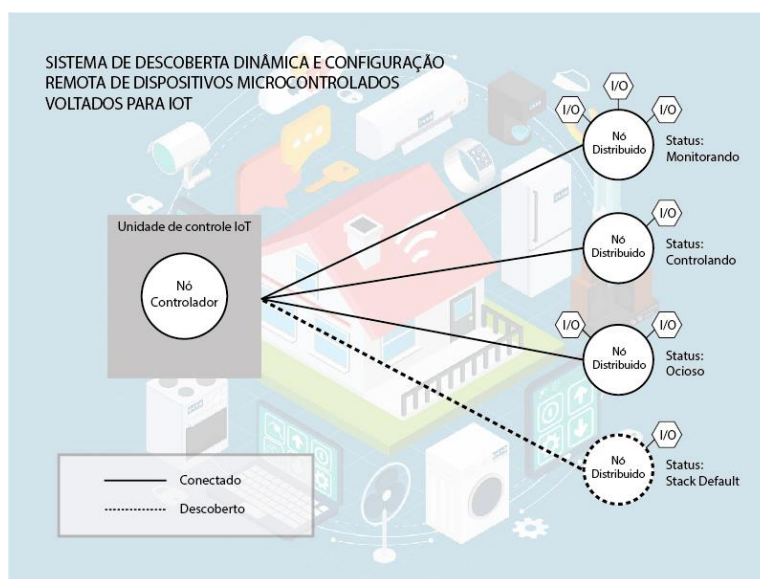 SISTEMA DE DESCOBERTA DINÂMICA E CONFIGURAÇÃO
REMOTA DE DISPOSITIVOS MICROCONTROLADOS
VOLTADOS PARA IOT
I/O
I/O
I/O
Nó
Distribuido
Status:
Monitorando
Unidade de controle IoT
Nó
Controlador
I/O
Nó
Distribuido
Status:
Controlando
I/O
I/O
Nó
Distribuido
Status:
Ocioso
I/O
Nó
Distribuido
Status:
Stack Default
Conectado
Descoberto